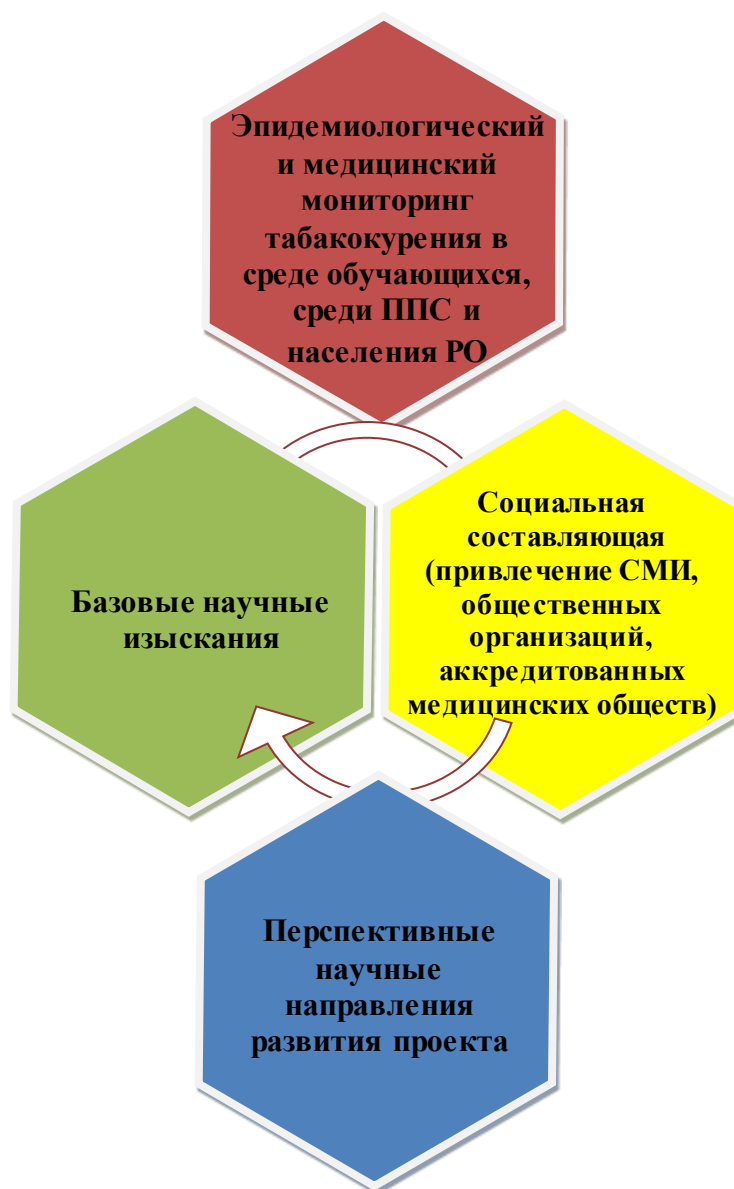 Эпидемиологический
и медицинский
мониторинг
табакокурения в
среде обучающихся,
среди ППС и
населения РО
Базовые научные
изыскания
Социальная
составляющая
(привлечение СМИ,
общественных
организаций,
аккредитованных
медицинских обществ)
Перспективные
научные
направления
развития проекта